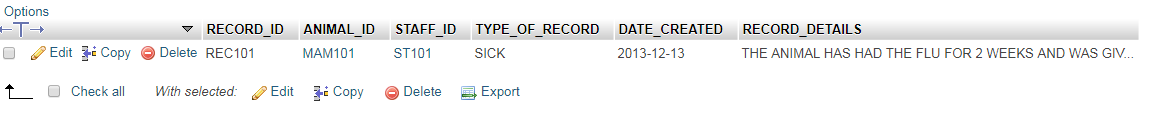 Options
RECORD_ID ANIMAL_ID STAFF_ID TYPE_OF_RECORD DATE_CREATED RECORD_DETAILS
Edit Copy Delete REC101 MAM101 ST101 SICK 2013-12-13 THE ANIMAL HAS HAD THE FLU FOR 2 WEEKS AND WAS GIV...
Check all With selected: Edit Copy Delete Export